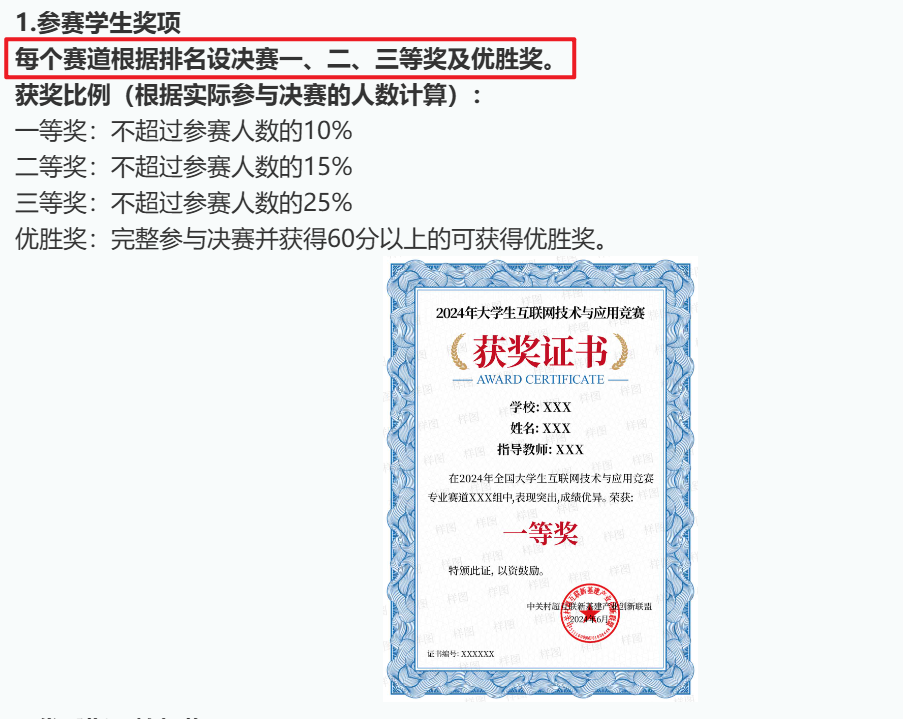 1.参赛学生奖项
每个赛道根据排名设决赛一、二、三等奖及优胜奖。
获奖比例（根据实际参与决赛的人数计算）：
一等奖：不超过参赛人数的10%
二等奖：不超过参赛人数的15%
三等奖：不超过参赛人数的25%
优胜奖：完整参与决赛并获得60分以上的可获得优胜奖。
2024年大学生互联网技术与应用竞赛
获奖证书
AWARD CERTIFICATE
学校: XXX
姓名: XXX
指导教师: XXX
在2024年全国大学生互联网技术与应用竞赛
专业赛道XXX组中,表现突出,成绩优异。荣获:
一等奖
特颁此证, 以资鼓励。
产业创新联盟
2024年6月
证书编号: XXXXXX
样图